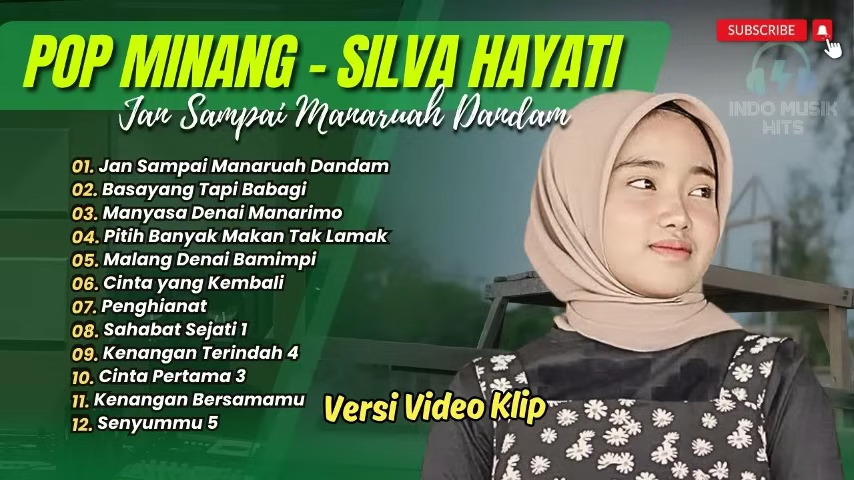 POP MINANG - SILVA HAYATI
Jan Sampai Manaruah Dandam
SUBSCRIBE
INDO MUSIK
HITS
01. Jan Sampai Manaruah Dandam
02. Basayang Tapi Babagi
03. Manyasa Denai Manarimo
04. Pitih Banyak Makan Tak Lamak
05. Malang Denai Bamimpi
06. Cinta yang Kembali
07. Penghianat
08. Sahabat Sejati 1
09. Kenangan Terindah 4
10. Cinta Pertama 3
11. Kenangan Bersamamu
12. Senyummu 5
Versi Video Klip